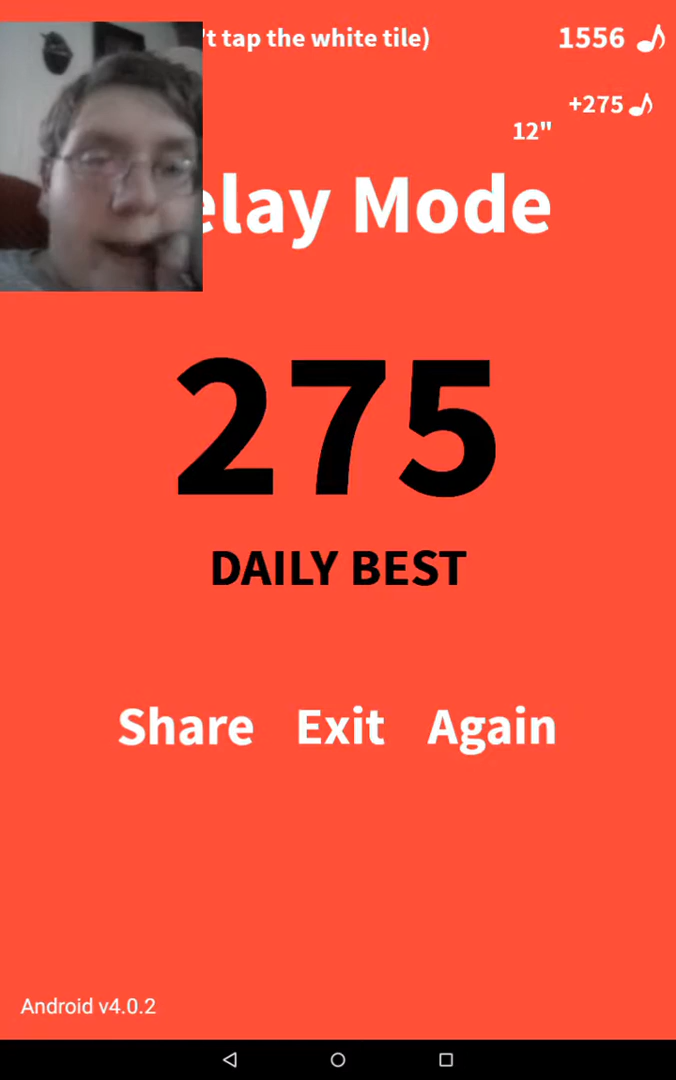 't tap the white tile)
1556
+275
12"
elay Mode
275
DAILY BEST
Share Exit Again
Android v4.0.2